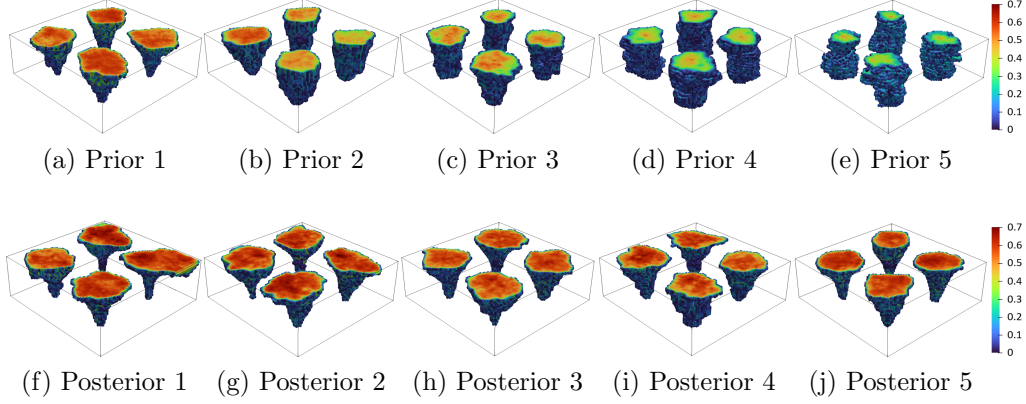 0.7
0.6
0.5
0.4
0.3
0.2
0.1
0
(a) Prior 1
(b) Prior 2
(c) Prior 3
(d) Prior 4
(e) Prior 5
0.7
0.6
0.5
0.4
0.3
0.2
0.1
0
(f) Posterior 1
(g) Posterior 2
(h) Posterior 3
(i) Posterior 4
(j) Posterior 5